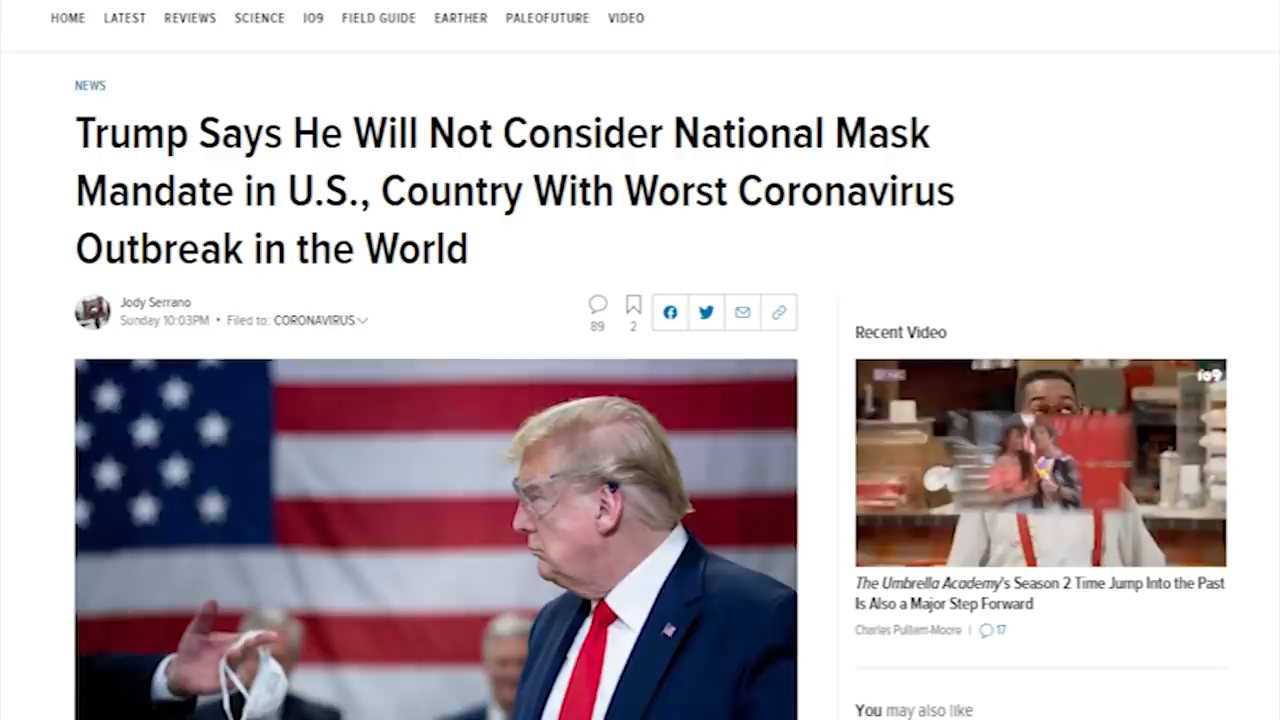 HOME LATEST REVIEWS SCIENCE IO9 FIELD GUIDE EARTHER PALEOFUTURE VIDEO
NEWS
Trump Says He Will Not Consider National Mask
Mandate in U.S., Country With Worst Coronavirus
Outbreak in the World
Jody Serrano
Sunday 10:03PM • Filed to: CORONAVIRUS
89
2
Recent Video
io9
The Umbrella Academy's Season 2 Time Jump Into the Past
Is Also a Major Step Forward
Charles Pulliam-Moore | 17
You may also like